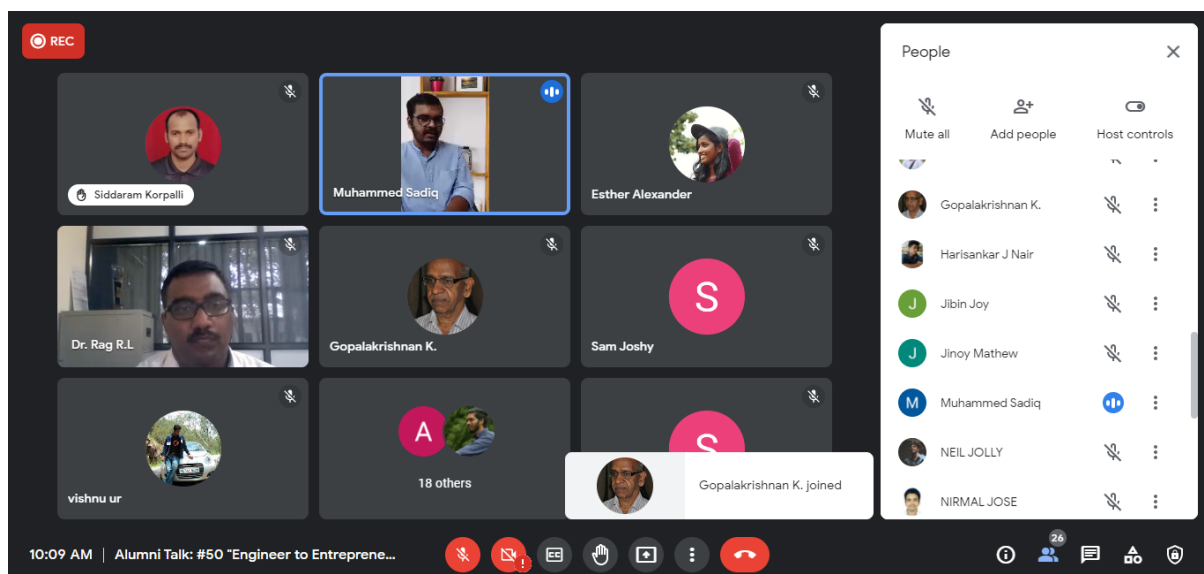 REC
Siddaram Korpalli
Muhammed Sadiq
Esther Alexander
Dr. Rag R.L
Gopalakrishnan K.
S
Sam Joshy
vishnu ur
A
18 others
S
Gopalakrishnan K. joined
People
Mute all
Add people
Host controls
Gopalakrishnan K.
Harisankar J Nair
J
Jibin Joy
J
Jinoy Mathew
M
Muhammed Sadiq
NEIL JOLLY
NIRMAL JOSE
10:09 AM | Alumni Talk: #50 "Engineer to Entreprene...
CC
!
26